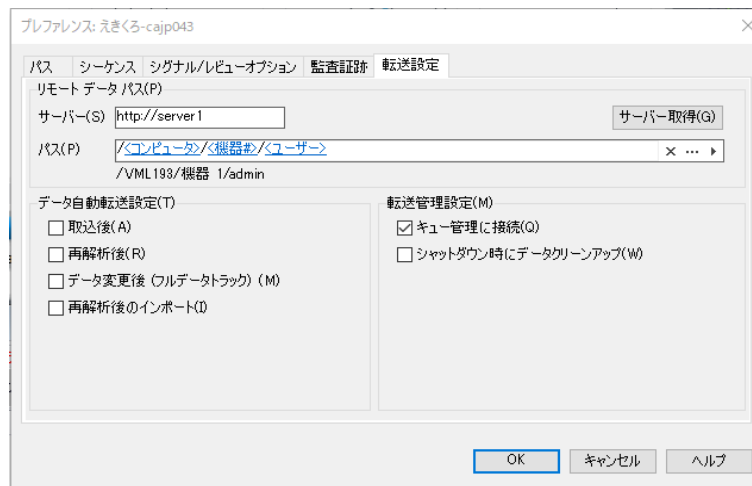 プレファレンス: えきくろ-cajp043
パス シーケンス シグナル/レビューオプション 監査証跡 転送設定
リモート データ パス(P)
サーバー(S) http://server1 サーバー取得(G)
パス(P) /<コンピュータ>/<機器#>/<ユーザー>
/VML193/機器 1/admin
データ自動転送設定(T)
取込後(A)
再解析後(R)
データ変更後 (フルデータトラック) (M)
再解析後のインポート(I)
転送管理設定(M)
キュー管理に接続(Q)
シャットダウン時にデータクリーンアップ(W)
OK キャンセル ヘルプ